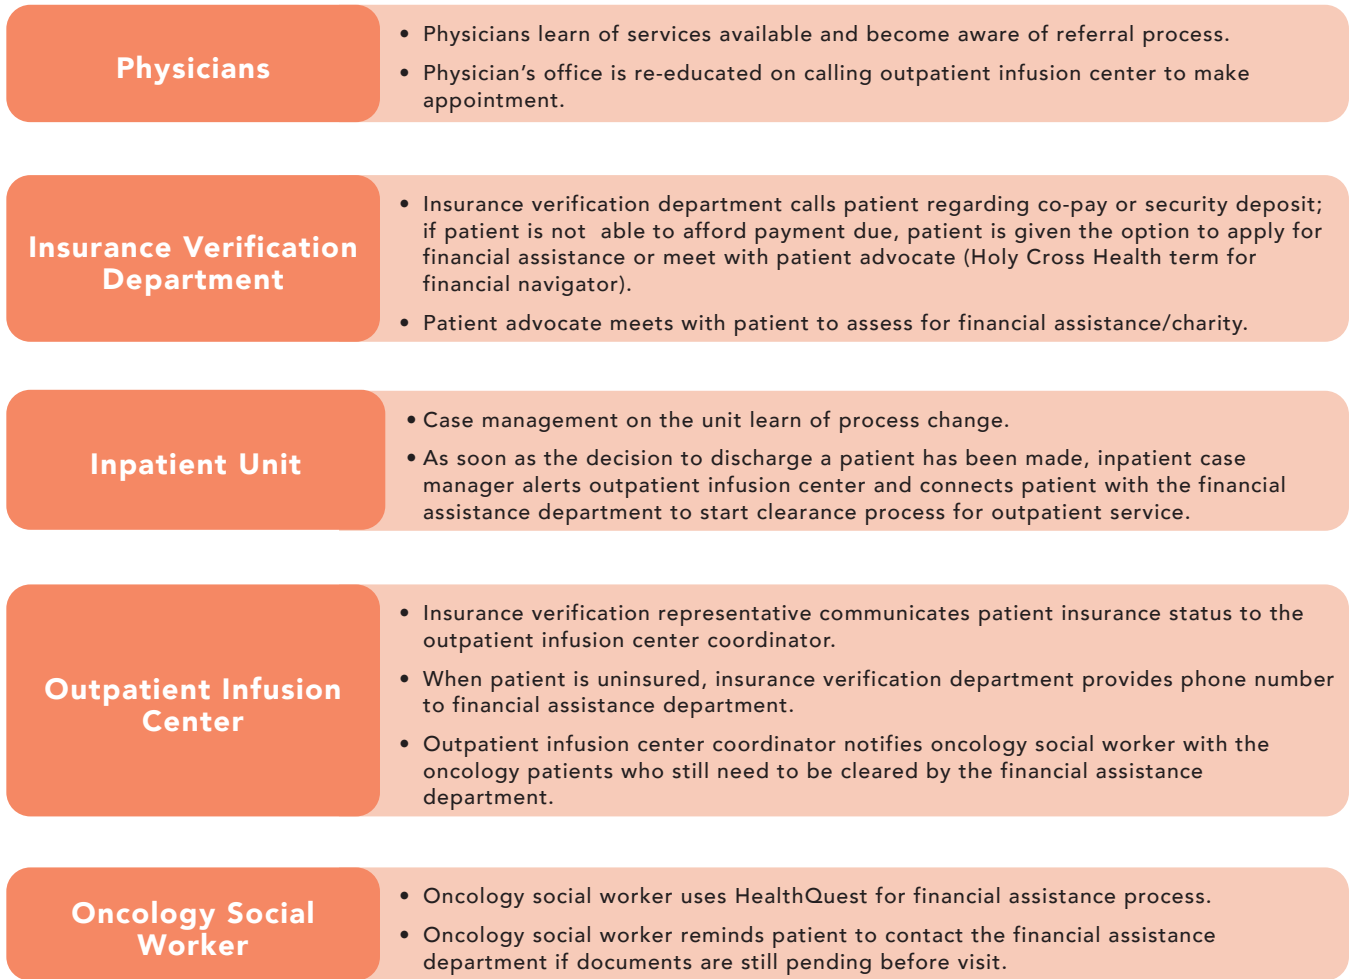 Physicians
• Physicians learn of services available and become aware of referral process.
• Physician’s office is re-educated on calling outpatient infusion center to make
appointment.
Insurance Verification
Department
• Insurance verification department calls patient regarding co-pay or security deposit;
if patient is not able to afford payment due, patient is given the option to apply for
financial assistance or meet with patient advocate (Holy Cross Health term for
financial navigator).
• Patient advocate meets with patient to assess for financial assistance/charity.
Inpatient Unit
• Case management on the unit learn of process change.
• As soon as the decision to discharge a patient has been made, inpatient case
manager alerts outpatient infusion center and connects patient with the financial
assistance department to start clearance process for outpatient service.
Outpatient Infusion
Center
• Insurance verification representative communicates patient insurance status to the
outpatient infusion center coordinator.
• When patient is uninsured, insurance verification department provides phone number
to financial assistance department.
• Outpatient infusion center coordinator notifies oncology social worker with the
oncology patients who still need to be cleared by the financial assistance
department.
Oncology Social
Worker
• Oncology social worker uses HealthQuest for financial assistance process.
• Oncology social worker reminds patient to contact the financial assistance
department if documents are still pending before visit.